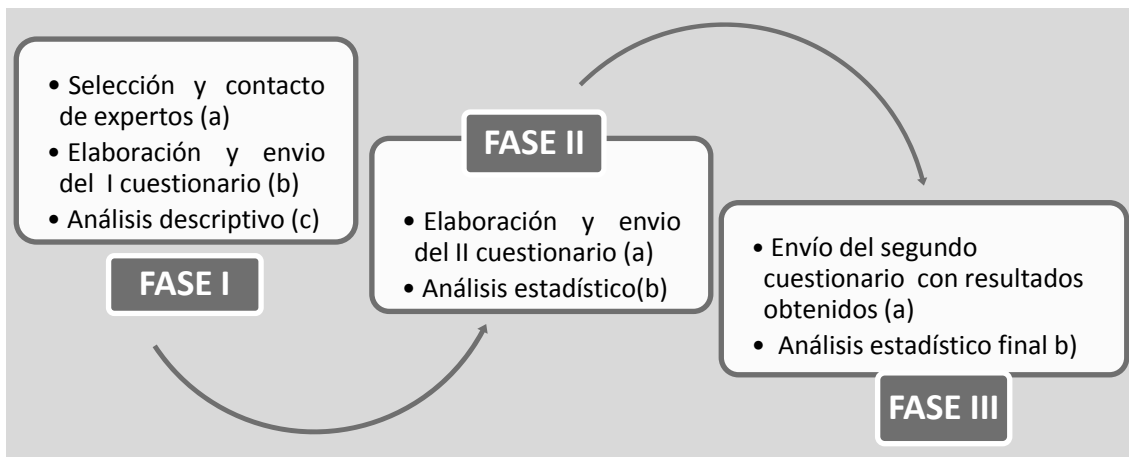 • Selección y contacto
de expertos (a)
• Elaboración y envio
del I cuestionario (b)
• Análisis descriptivo (c)
FASE I
FASE II
• Elaboración y envio
del II cuestionario (a)
• Análisis estadístico(b)
• Envío del segundo
cuestionario con resultados
obtenidos (a)
• Análisis estadístico final b)
FASE III